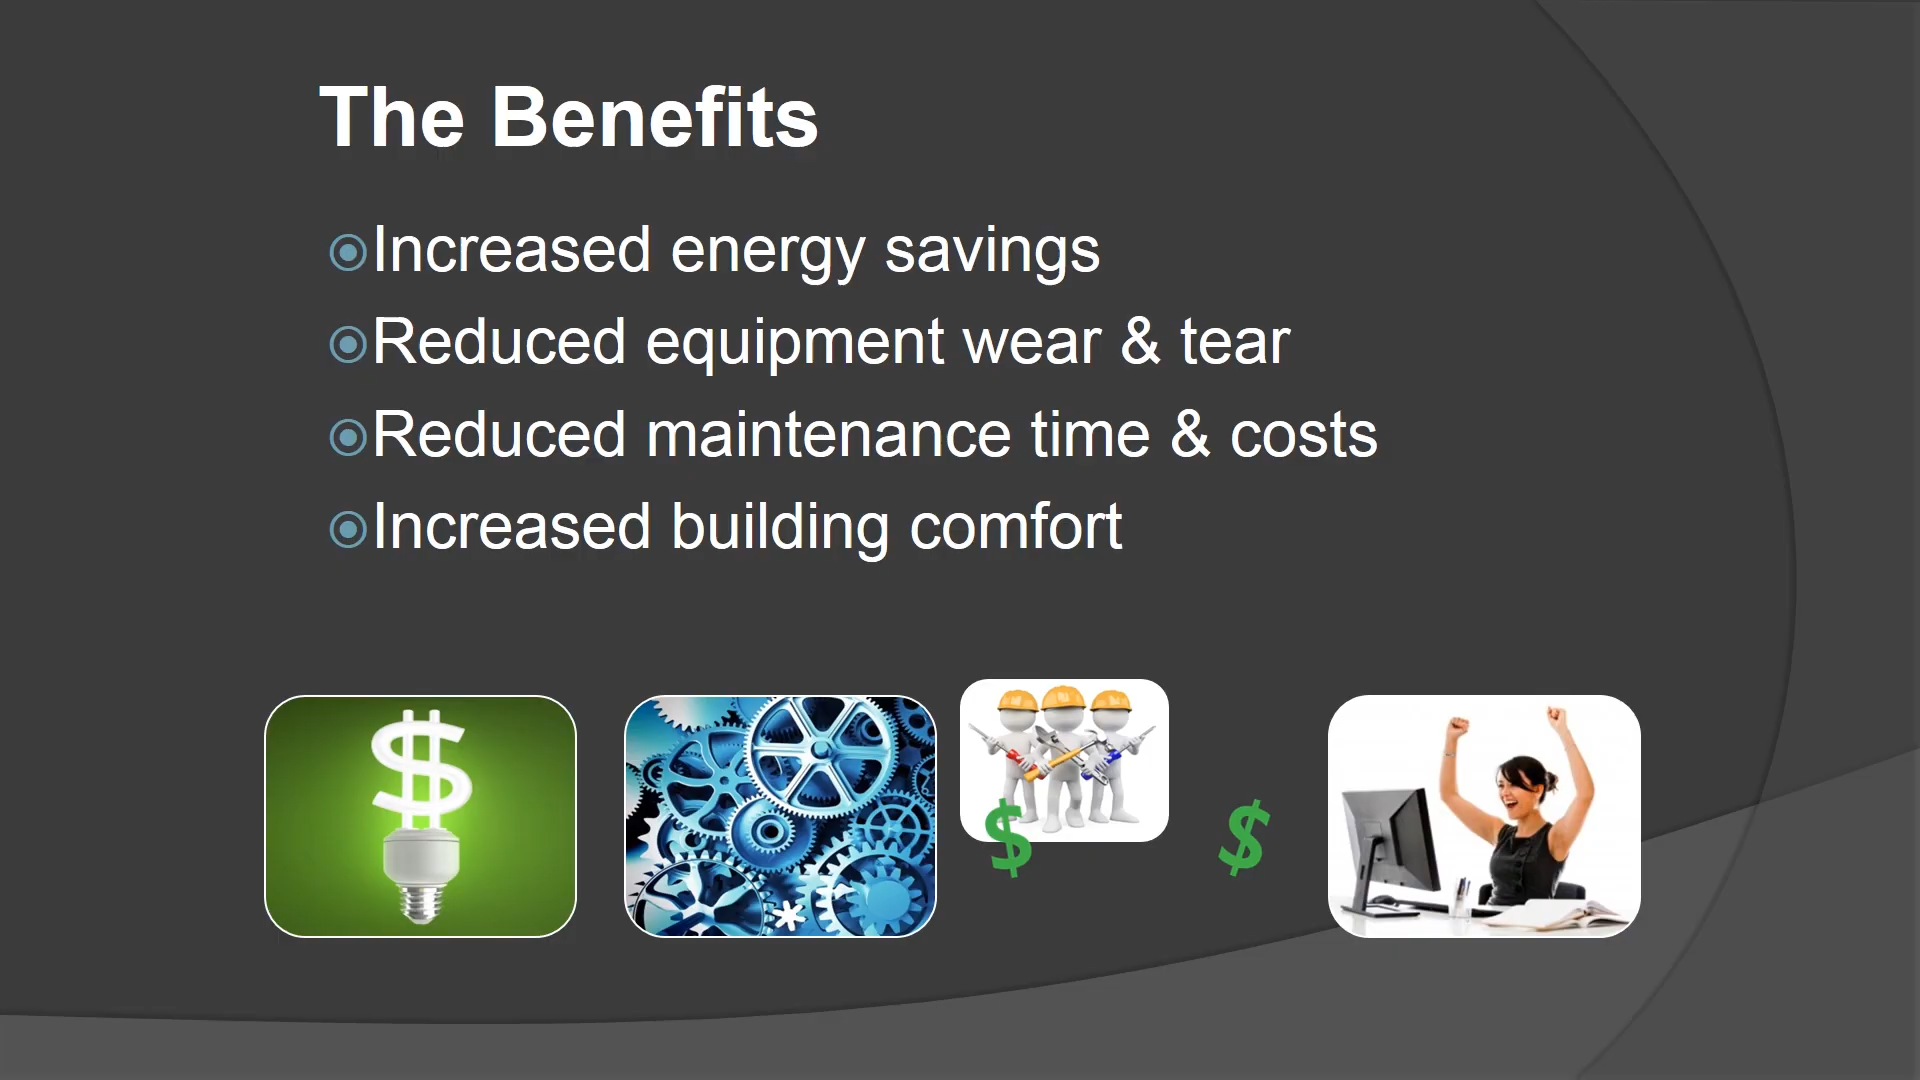 The Benefits
Increased energy savings
Reduced equipment wear & tear
Reduced maintenance time & costs
Increased building comfort
$
$ $